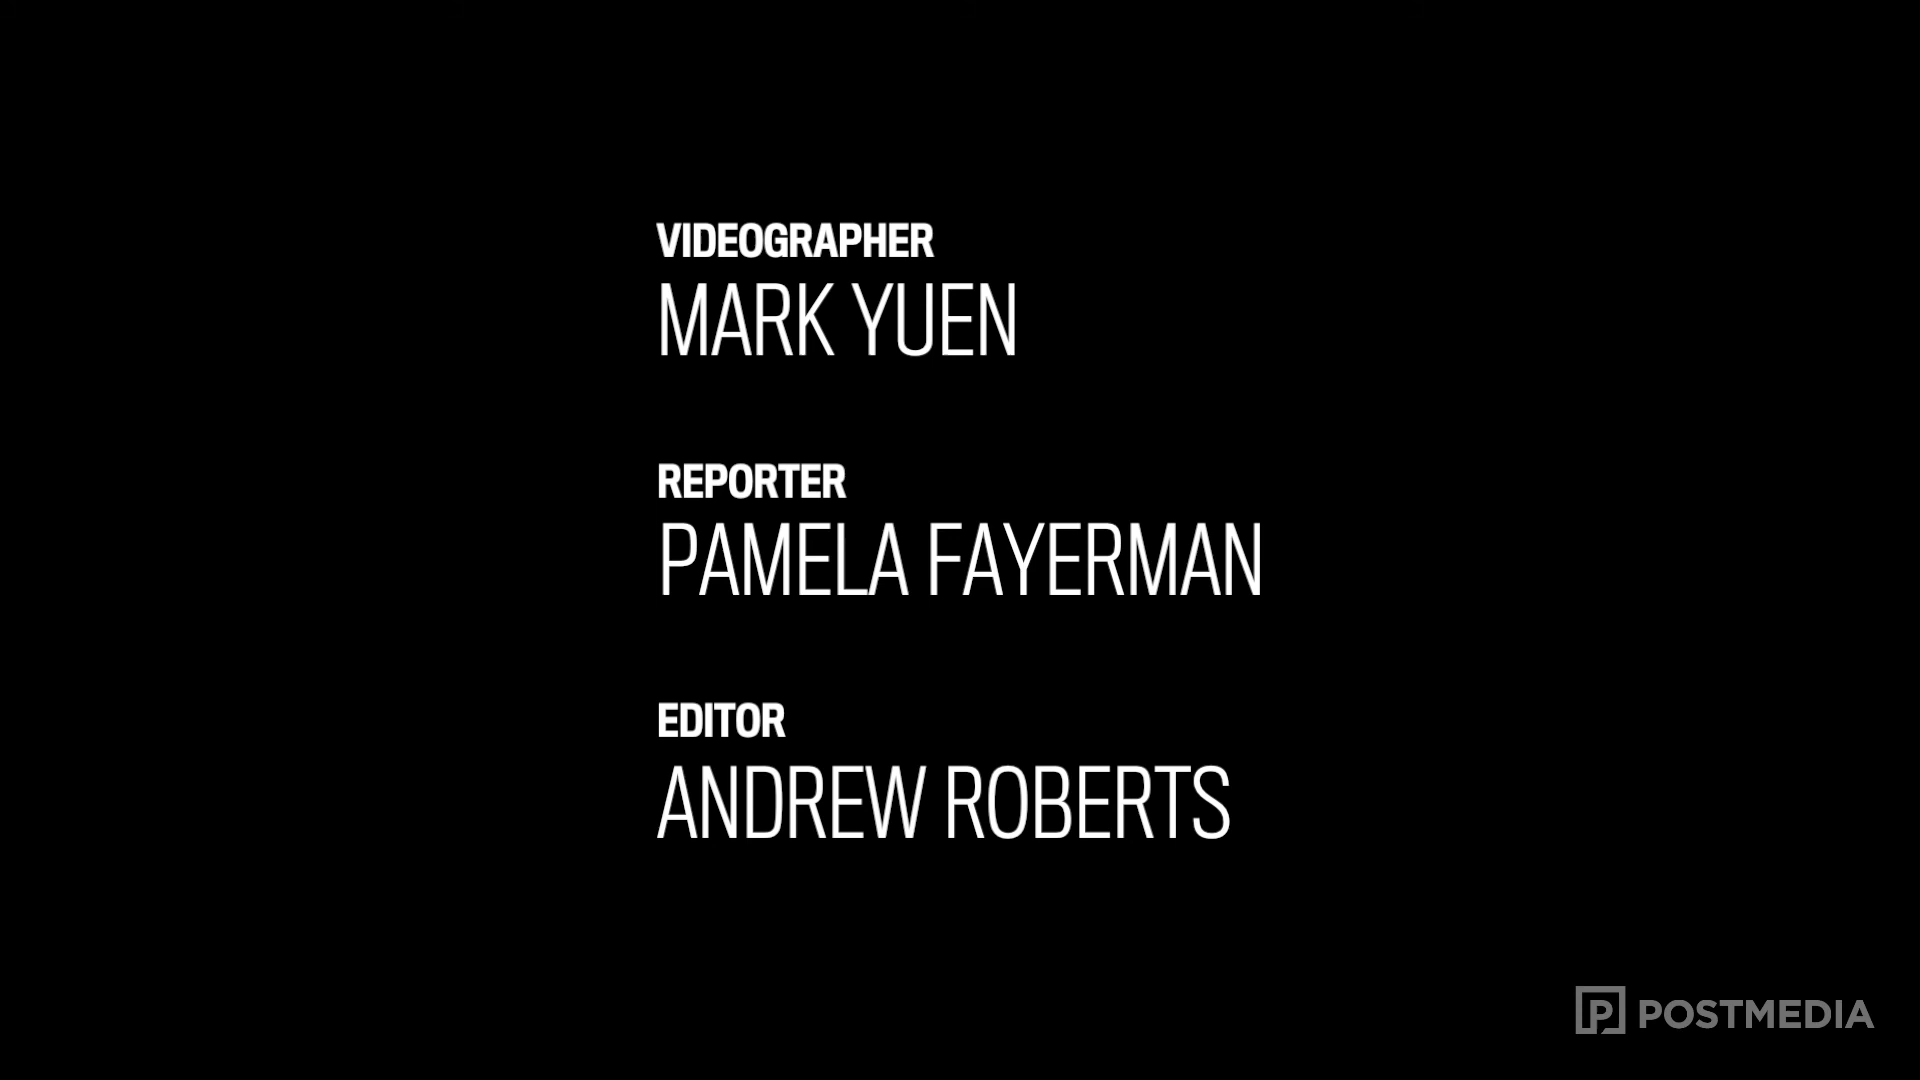 VIDEOGRAPHER
MARK YUEN
REPORTER
PAMELA FAYERMAN
EDITOR
ANDREW ROBERTS
P POSTMEDIA